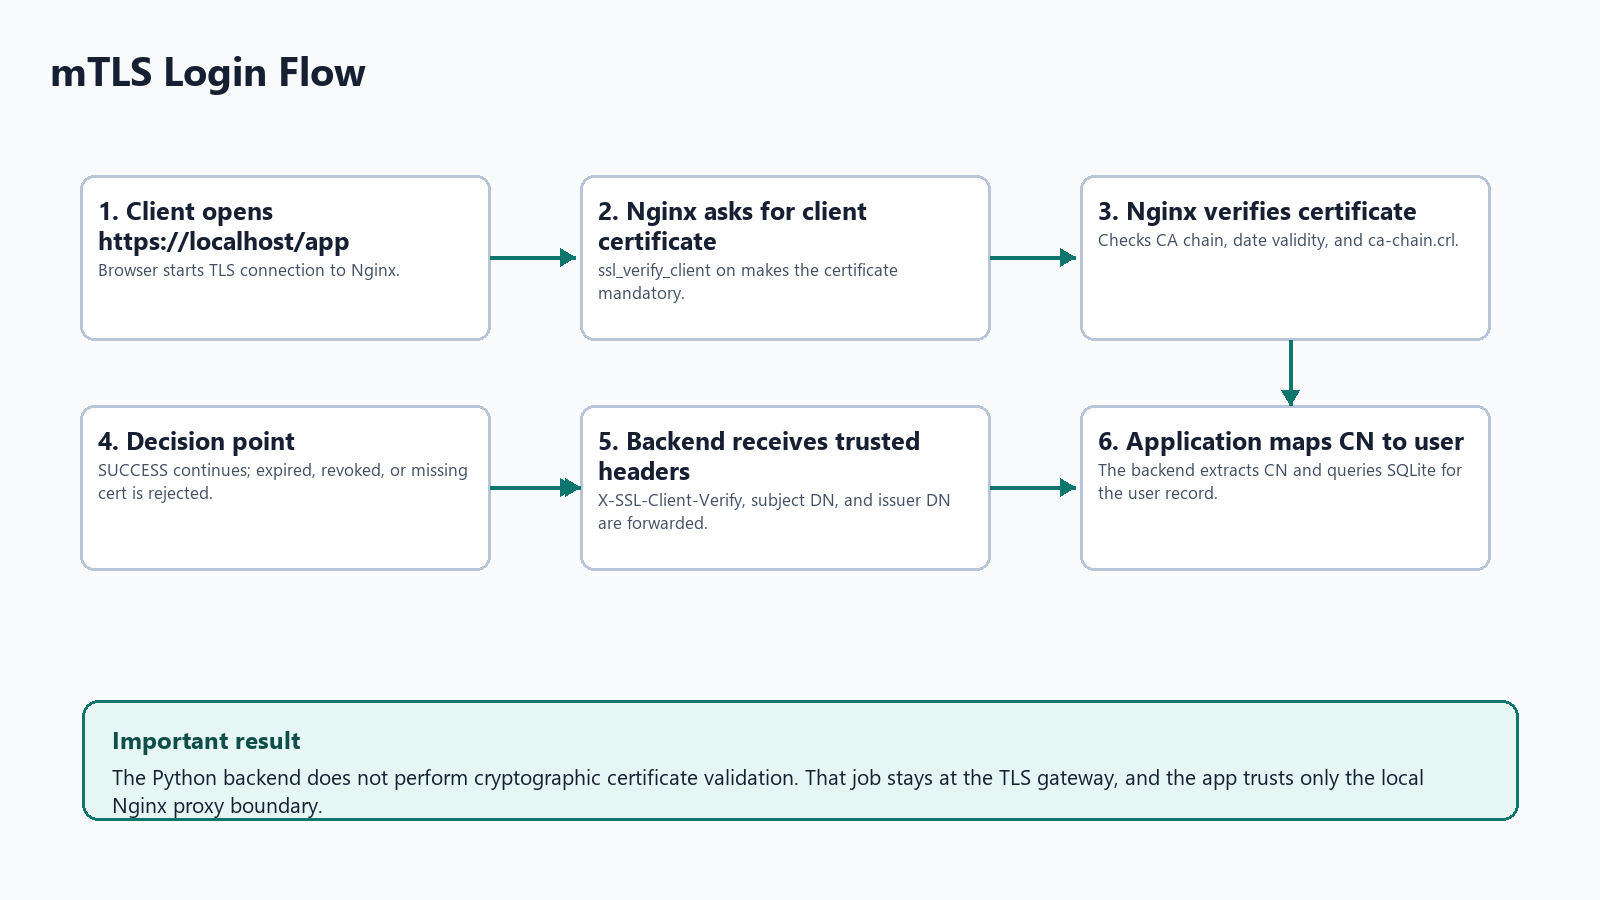 mTLS Login Flow
1. Client opens
https://localhost/app
Browser starts TLS connection to Nginx.
2. Nginx asks for client
certificate
ssl_verify_client on makes the certificate
mandatory.
3. Nginx verifies certificate
Checks CA chain, date validity, and ca-chain.crl.
4. Decision point
SUCCESS continues; expired, revoked, or missing
cert is rejected.
5. Backend receives trusted
headers
X-SSL-Client-Verify, subject DN, and issuer DN
are forwarded.
6. Application maps CN to user
The backend extracts CN and queries SQLite for
the user record.
Important result
The Python backend does not perform cryptographic certificate validation. That job stays at the TLS gateway, and the app trusts only the local
Nginx proxy boundary.